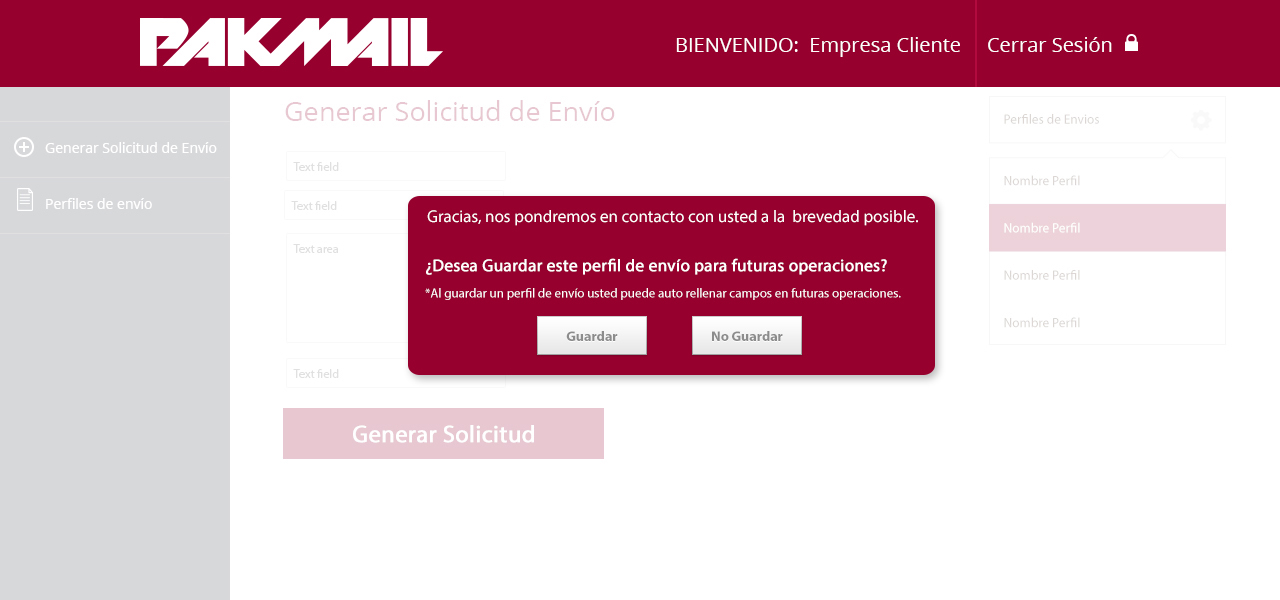 PAKMAIL
BIENVENIDO: Empresa Cliente
Cerrar Sesión
Generar Solicitud de Envio
Perfiles de envio
Generar Solicitud de Envío
Text field
Text field
Text area
Text field
Generar Solicitud
Gracias, nos pondremos en contacto con usted a la brevedad posible.
¿Desea Guardar este perfil de envío para futuras operaciones?
*Al guardar un perfil de envío usted puede auto rellenar campos en futuras operaciones.
Guardar
No Guardar
Perfiles de Envios
Nombre Perfil
Nombre Perfil
Nombre Perfil
Nombre Perfil